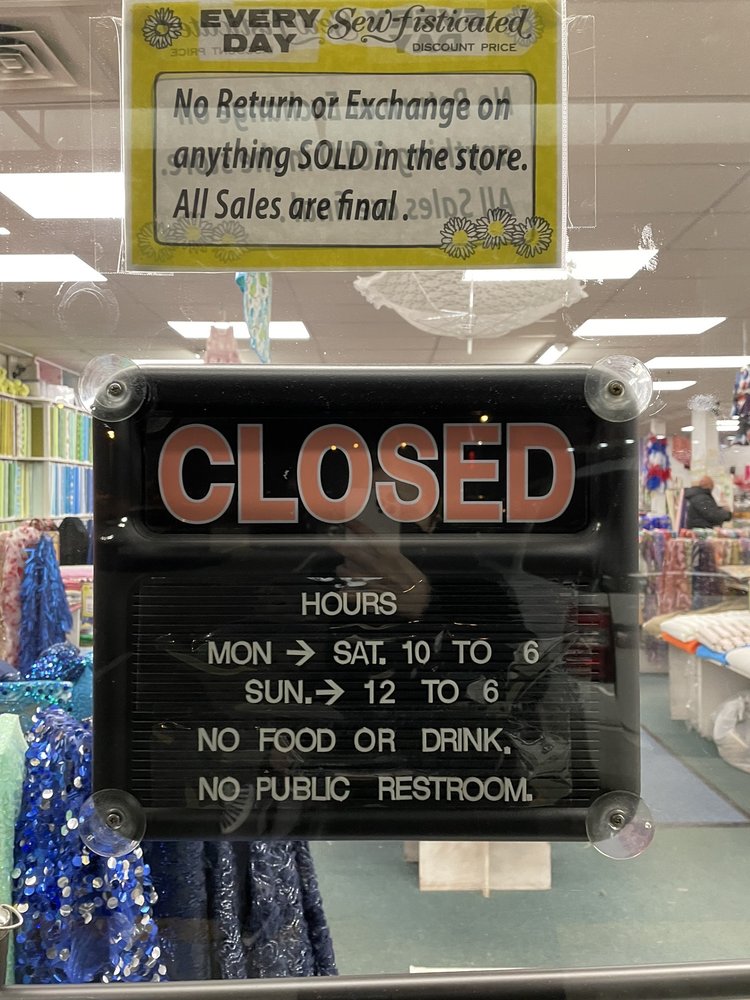 EVERY DAY Sew-fisticated
DISCOUNT PRICE
No Return or Exchange on
anything SOLD in the store.
All Sales are final .
CLOSED
HOURS
MON → SAT. 10 TO 6
SUN.→ 12 TO 6
NO FOOD OR DRINK.
NO PUBLIC RESTROOM.